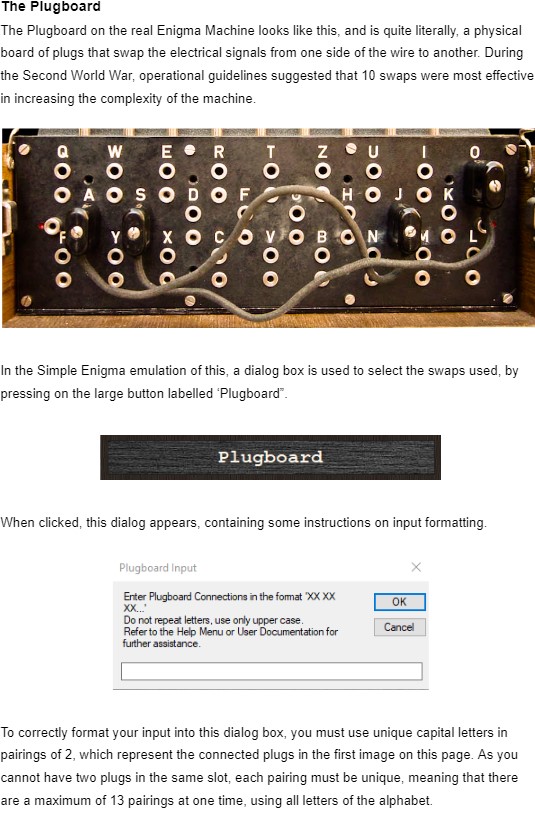 The Plugboard
The Plugboard on the real Enigma Machine looks like this, and is quite literally, a physical
board of plugs that swap the electrical signals from one side of the wire to another. During
the Second World War, operational guidelines suggested that 10 swaps were most effective
in increasing the complexity of the machine.
Q W E R T Z U I O
A S D F G H J K
P Y X C V B N M L
In the Simple Enigma emulation of this, a dialog box is used to select the swaps used, by
pressing on the large button labelled ‘Plugboard”.
Plugboard
When clicked, this dialog appears, containing some instructions on input formatting.
Plugboard Input
Enter Plugboard Connections in the format 'XX XX
XX...'
Do not repeat letters, use only upper case.
Refer to the Help Menu or User Documentation for
further assistance.
OK
Cancel
To correctly format your input into this dialog box, you must use unique capital letters in
pairings of 2, which represent the connected plugs in the first image on this page. As you
cannot have two plugs in the same slot, each pairing must be unique, meaning that there
are a maximum of 13 pairings at one time, using all letters of the alphabet.